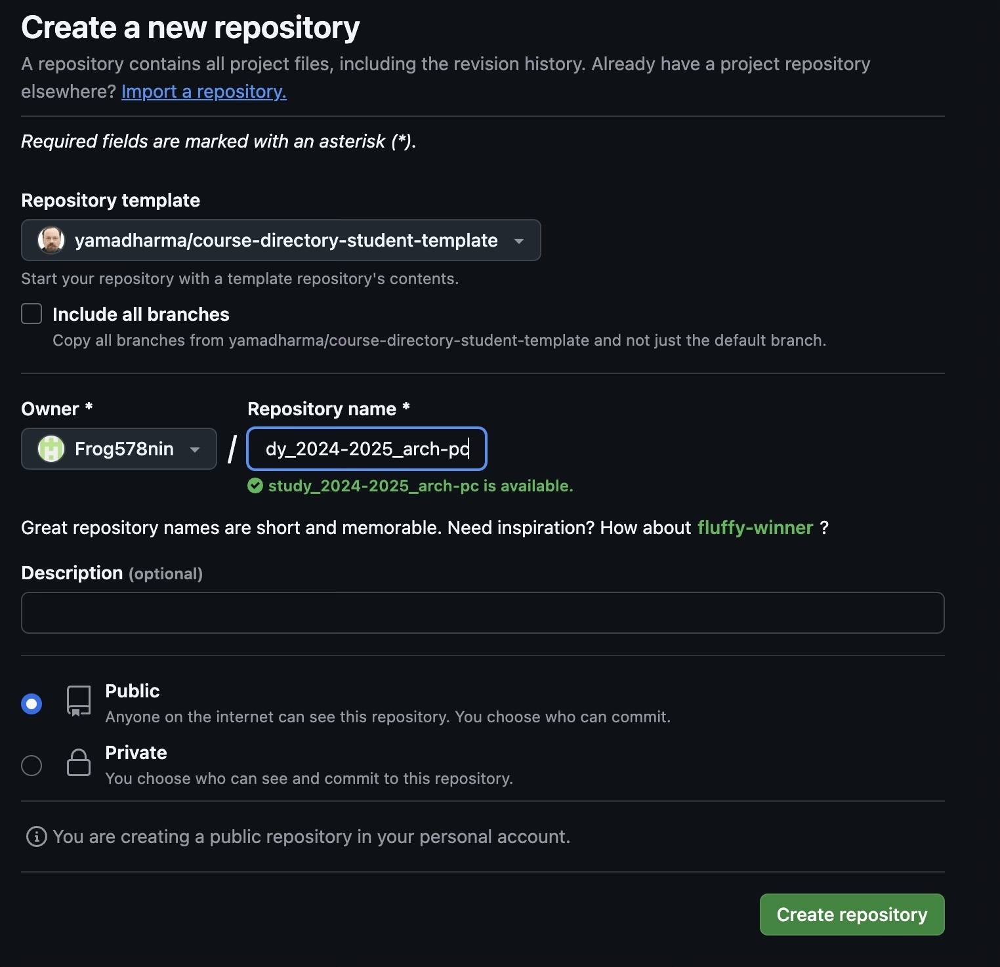 Create a new repository
A repository contains all project files, including the revision history. Already have a project repository
elsewhere? Import a repository.
Required fields are marked with an asterisk (*).
Repository template
yamadharma/course-directory-student-template
Start your repository with a template repository's contents.
Include all branches
Copy all branches from yamadharma/course-directory-student-template and not just the default branch.
Owner * Repository name *
Frog578nin / dy_2024-2025_arch-pc
study_2024-2025_arch-pc is available.
Great repository names are short and memorable. Need inspiration? How about fluffy-winner ?
Description (optional)
Public
Anyone on the internet can see this repository. You choose who can commit.
Private
You choose who can see and commit to this repository.
You are creating a public repository in your personal account.
Create repository